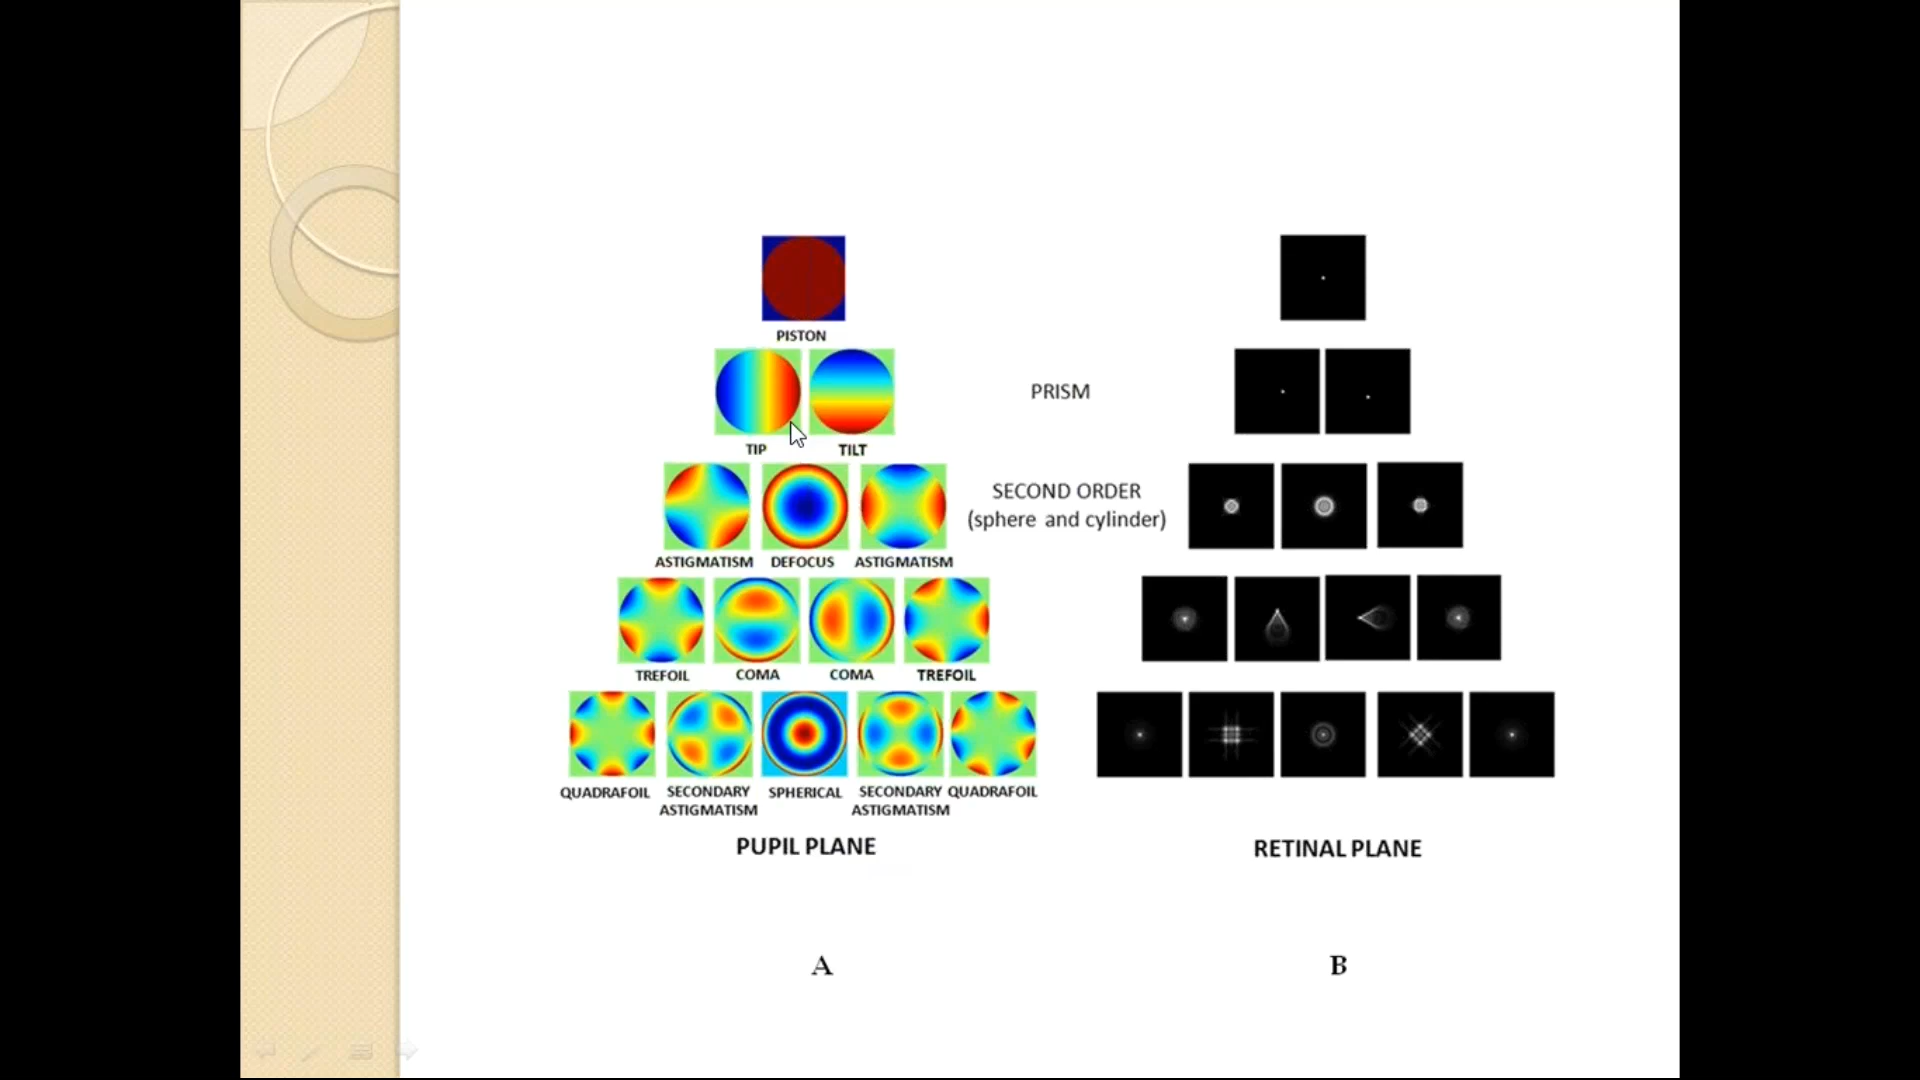 PISTON
TIP TILT
PRISM
ASTIGMATISM DEFOCUS ASTIGMATISM
SECOND ORDER
(sphere and cylinder)
TREFOIL COMA COMA TREFOIL
QUADRAFOIL SECONDARY SPHERICAL SECONDARY QUADRAFOIL
ASTIGMATISM ASTIGMATISM
PUPIL PLANE
RETINAL PLANE
A
B